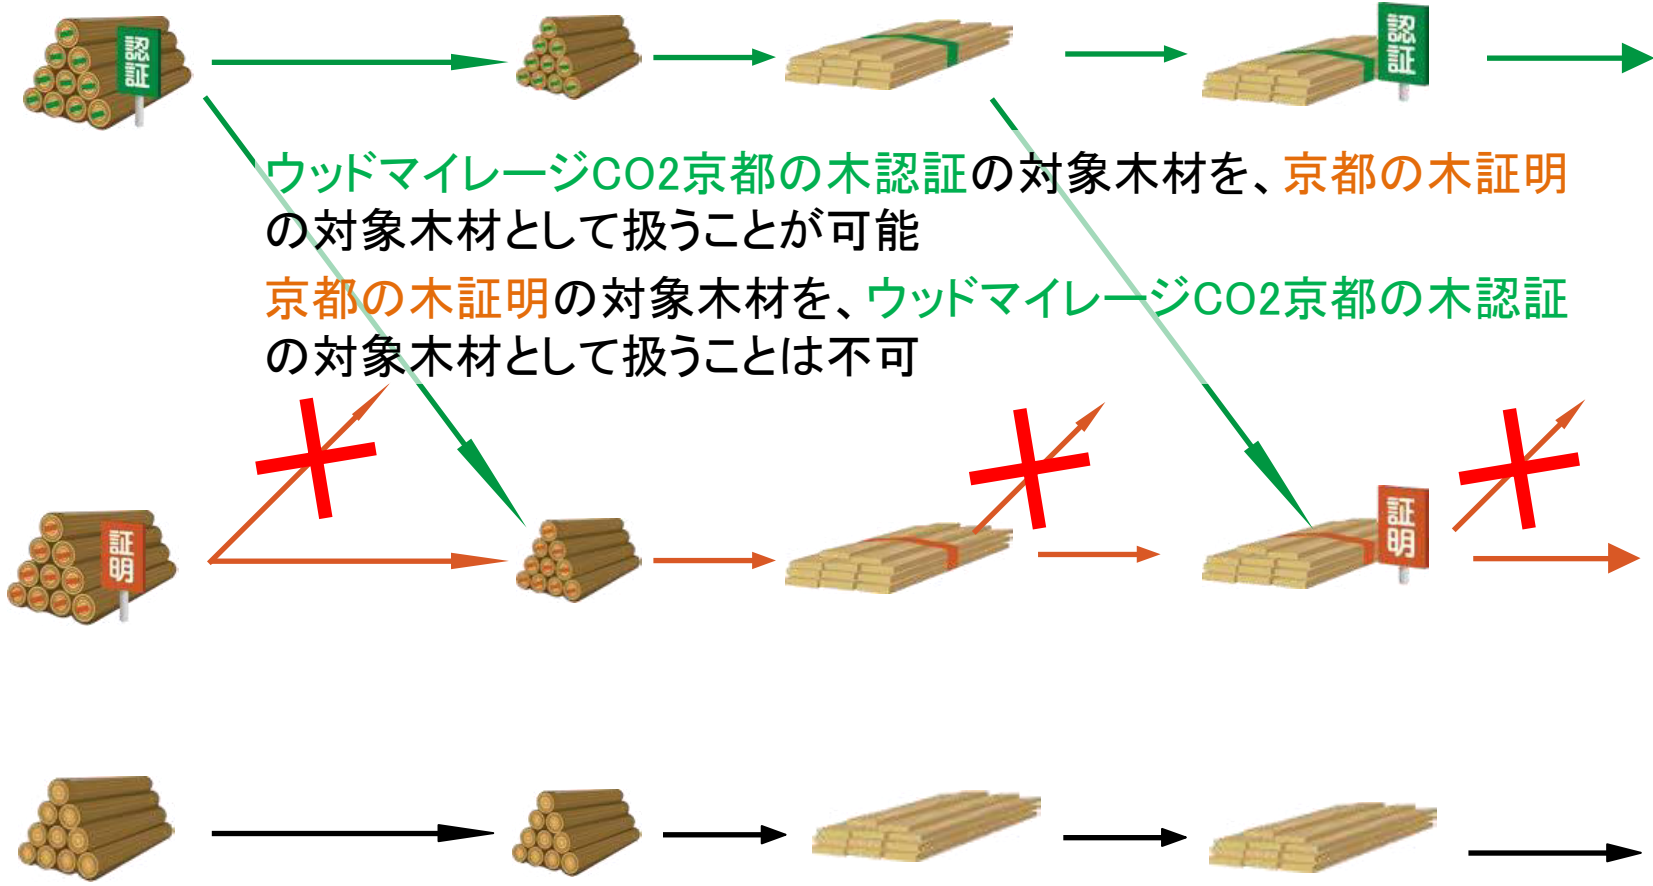 認証
認証
ウッドマイレージCO2京都の木認証の対象木材を、京都の木証明
の対象木材として扱うことが可能
京都の木証明の対象木材を、ウッドマイレージCO2京都の木認証
の対象木材として扱うことは不可
証明
証明